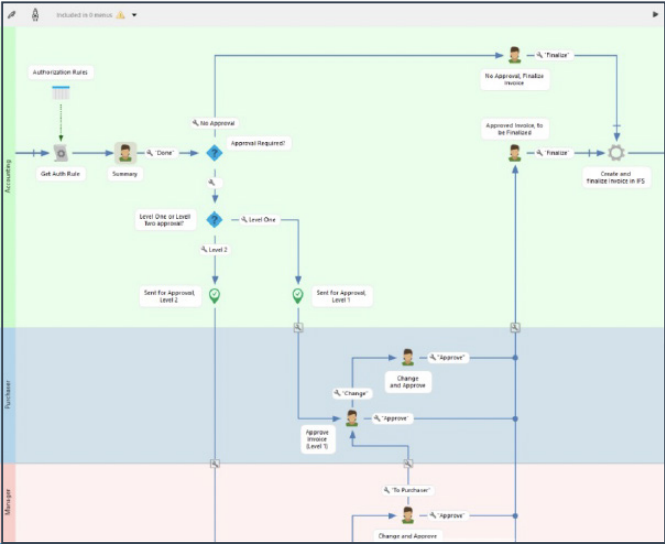 Included in 0 menus
Authorization Rules
"Finalize"
No Approval, Finalize
Invoice
No Approval
Approval Required?
Approved Invoice, to
be Finalized
"Done"
"Finalize"
Get Auth Rule
Summary
Create and
Finalize Invoice in IFS
Accounting
Level One or Level
Two approval?
Level One
Level 2
Sent for Approval,
Level 2
Sent for Approval,
Level 1
"Approve"
Change
and Approve
"Change"
"Approve"
Approve
Invoice
(Level 1)
Purchaser
"To Purchaser"
"Approve"
Change and Approve
Manager